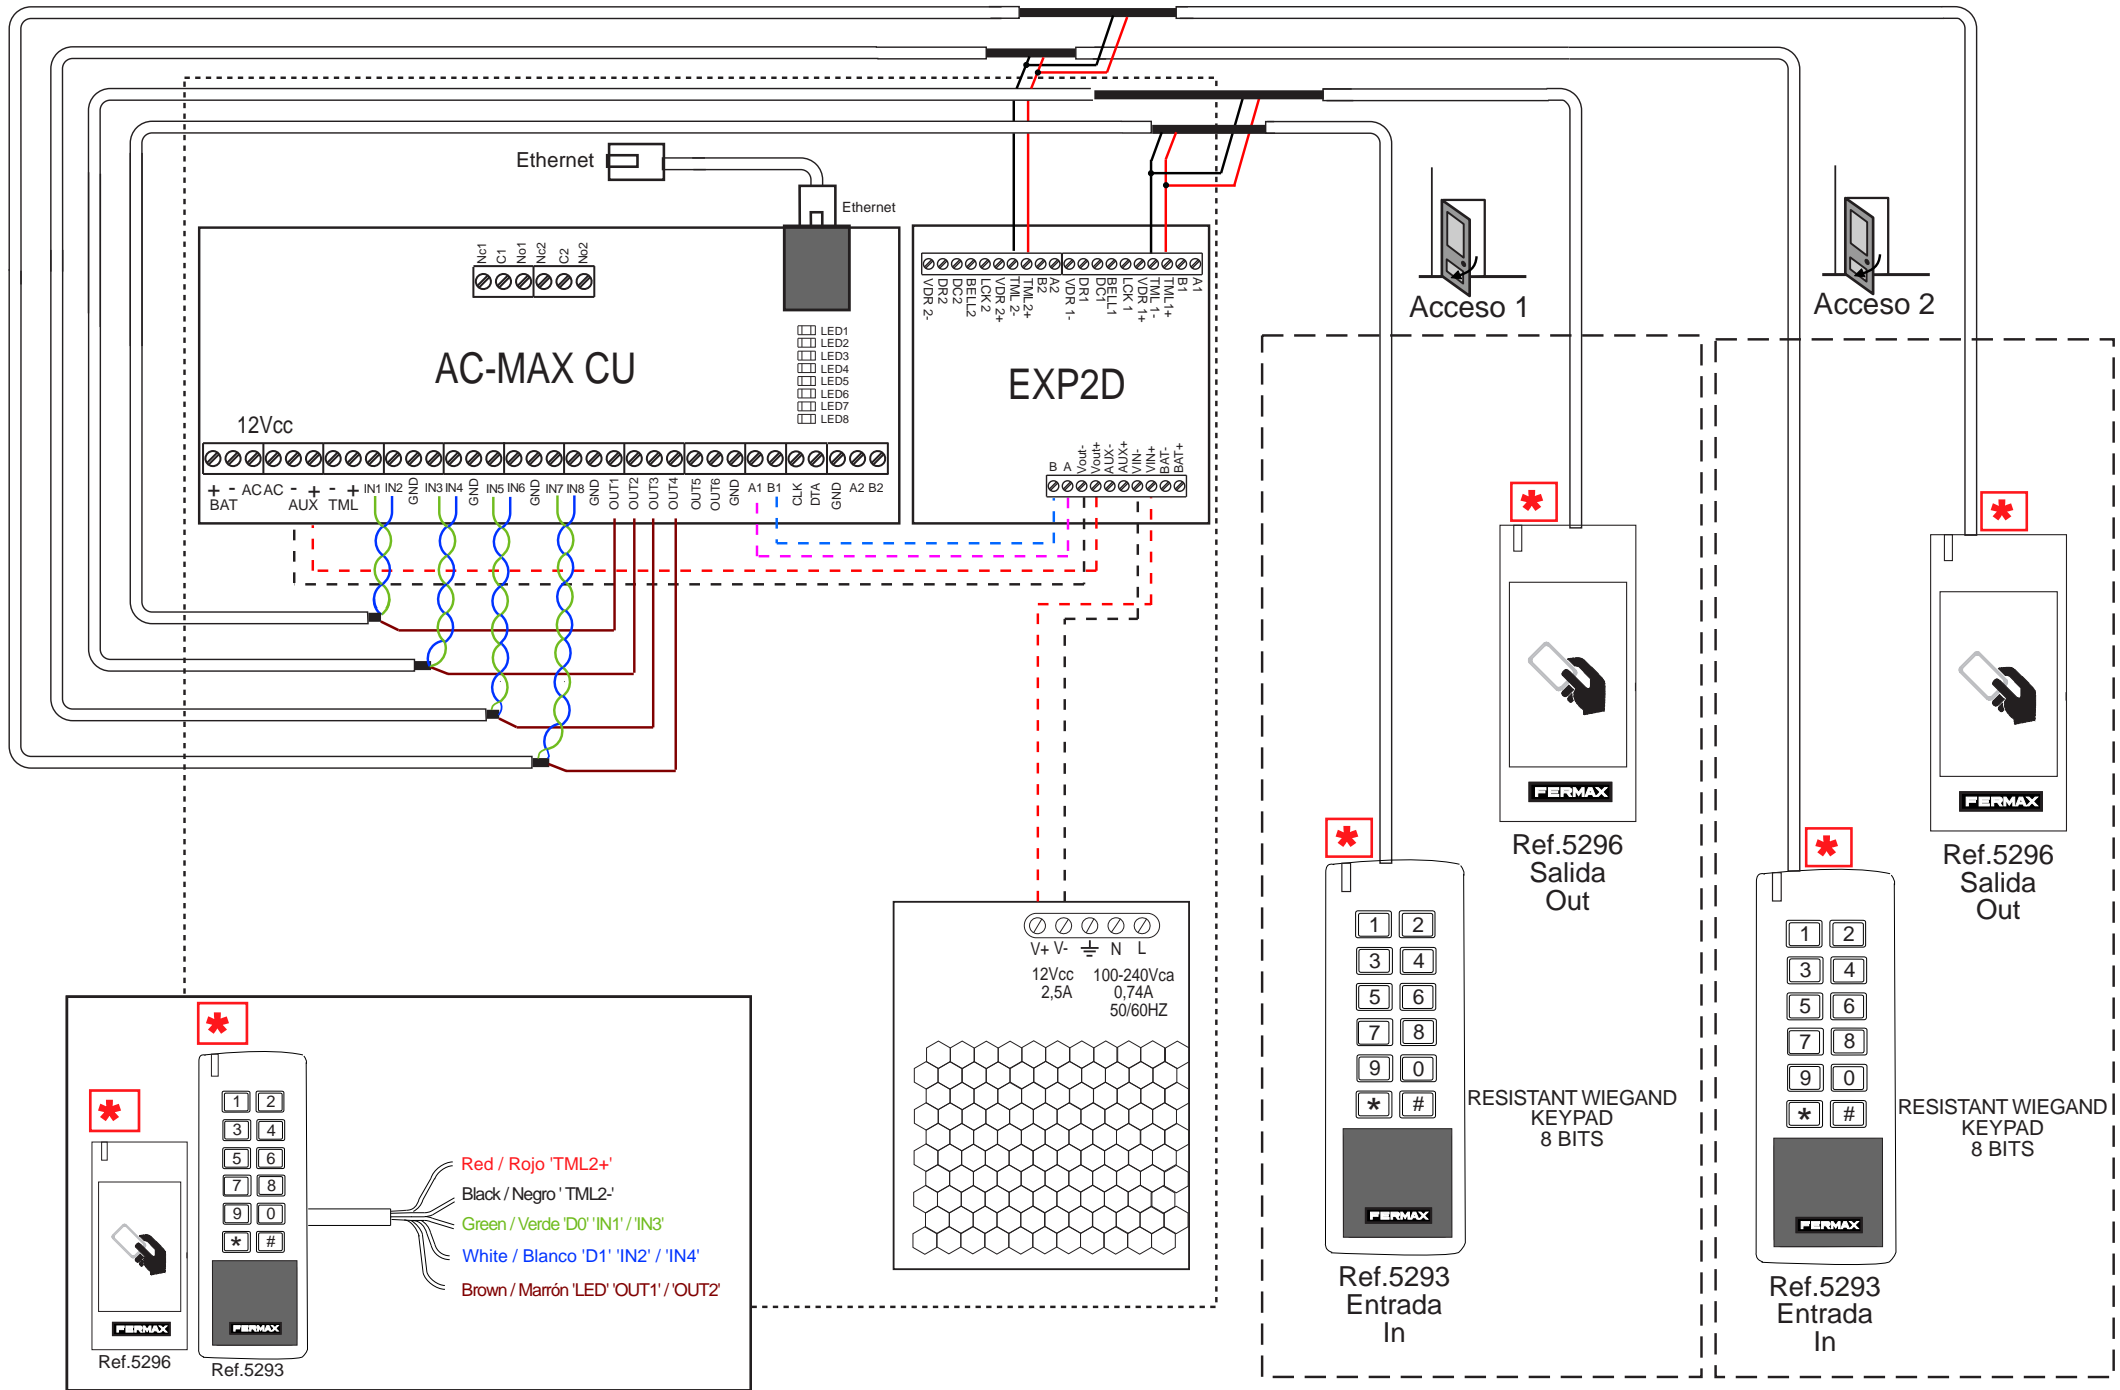 Ethernet
Ethernet
Nc1
C1
No1
Nc2
C2
No2
LED1
LED2
LED3
LED4
LED5
LED6
LED7
LED8
AC-MAX CU
12Vcc
+ - AC AC - + - + IN1 IN2 GND IN3 IN4 GND IN5 IN6 GND IN7 IN8 GND OUT1 OUT2 OUT3 OUT4 OUT5 OUT6 GND A1 B1 CLK DTA GND A2 B2
BAT AUX TML
VDR 2-
DR2
DC2
BELL2
LCK 2
VDR 2+
TML 2-
TML2+
B2
A2
VDR 1-
DR1
DC1
BELL1
LCK 1
VDR 1+
TML 1-
TML1+
B1
A1
EXP2D
B A Vout- Vout+ AUX- AUX+ VIN- VIN+ BAT- BAT+
Acceso 1
Acceso 2
*
FERMAX
Ref.5296
Salida
Out
*
FERMAX
Ref.5296
Salida
Out
*
1 2
3 4
5 6
7 8
9 0
* #
FERMAX
RESISTANT WIEGAND
KEYPAD
8 BITS
Ref.5293
Entrada
In
*
1 2
3 4
5 6
7 8
9 0
* #
FERMAX
RESISTANT WIEGAND
KEYPAD
8 BITS
Ref.5293
Entrada
In
V+ V- N L
12Vcc
2,5A
100-240Vca
0,74A
50/60HZ
*
*
FERMAX
Ref.5296
1 2
3 4
5 6
7 8
9 0
* #
FERMAX
Ref.5293
Red / Rojo 'TML2+'
Black / Negro ' TML2-'
Green / Verde 'D0' 'IN1' / 'IN3'
White / Blanco 'D1' 'IN2' / 'IN4'
Brown / Marrón 'LED' 'OUT1' / 'OUT2'